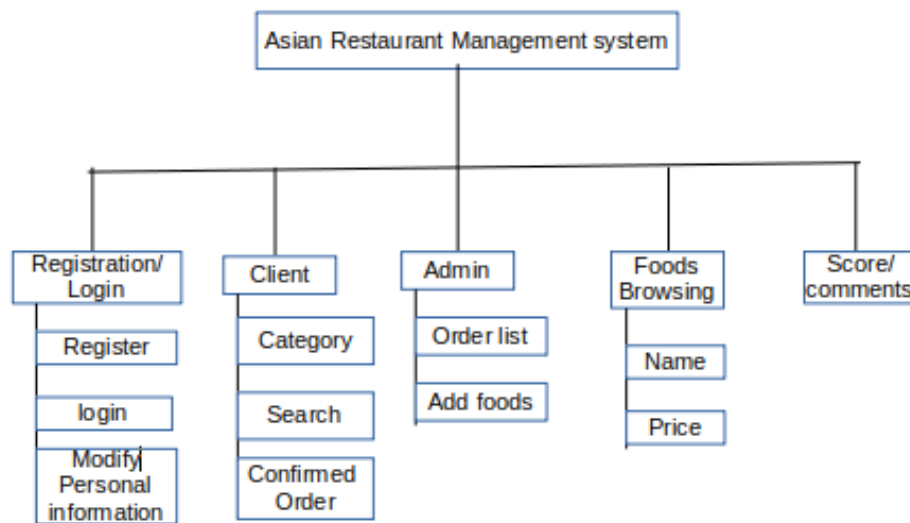 Asian Restaurant Management system
Registration/
Login
Register
login
Modify
Personal
information
Client
Category
Search
Confirmed
Order
Admin
Order list
Add foods
Foods
Browsing
Name
Price
Score/
comments